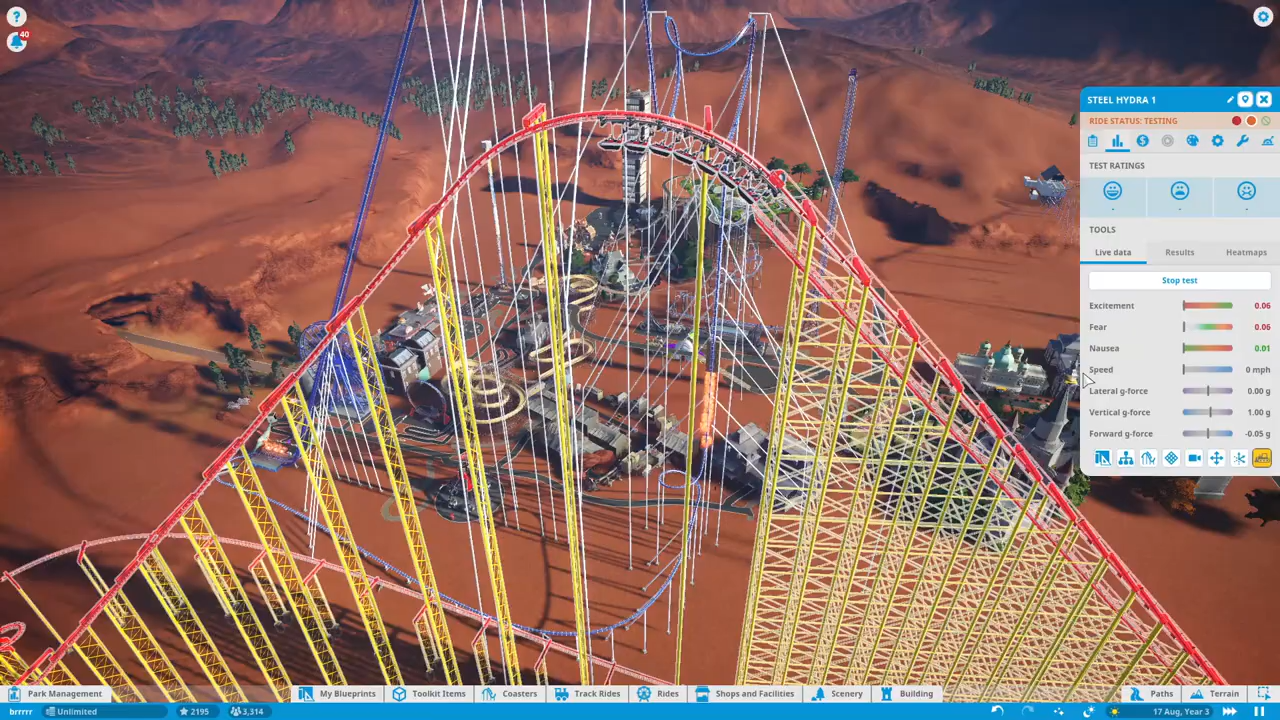 ?
40
STEEL HYDRA 1
RIDE STATUS: TESTING
TEST RATINGS
- - -
TOOLS
Live data Results Heatmaps
Stop test
Excitement 0.06
Fear 0.06
Nausea 0.01
Speed 0 mph
Lateral g-force 0.00 g
Vertical g-force 1.00 g
Forward g-force -0.05 g
Park Management My Blueprints Toolkit Items Coasters Track Rides Rides Shops and Facilities Scenery Building Paths Terrain
brrrrr Unlimited 2195 3,314 17 Aug, Year 3